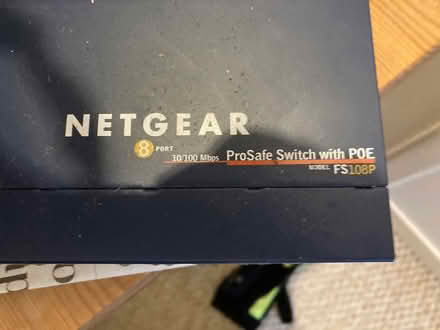 NETGEAR
8 PORT
10/100 Mbps ProSafe Switch with POE
MODEL FS108P